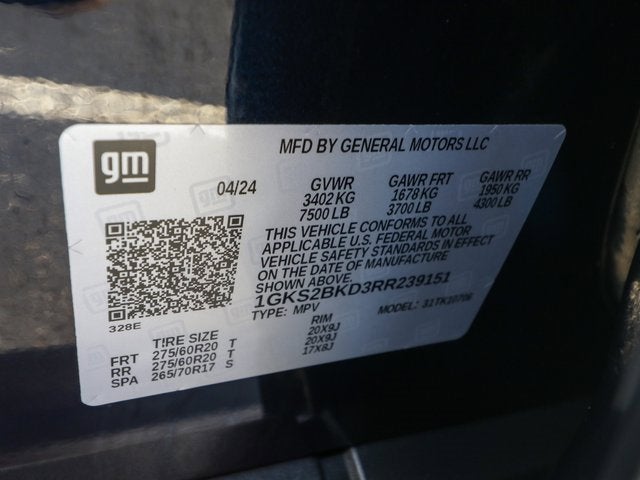 gm
MFD BY GENERAL MOTORS LLC
04/24 GVWR GAWR FRT GAWR RR
3402 KG 1678 KG 1950 KG
7500 LB 3700 LB 4300 LB
THIS VEHICLE CONFORMS TO ALL
APPLICABLE U.S. FEDERAL MOTOR
VEHICLE SAFETY STANDARDS IN EFFECT
ON THE DATE OF MANUFACTURE
SHOWN ABOVE.
1GKS2BKD3RR239151
TYPE: MPV MODEL: 31TK10706
328E
TIRE SIZE RIM
FRT 275/60R20 T 20X9J
RR 275/60R20 T 20X9J
SPA 265/70R17 S 17X8J